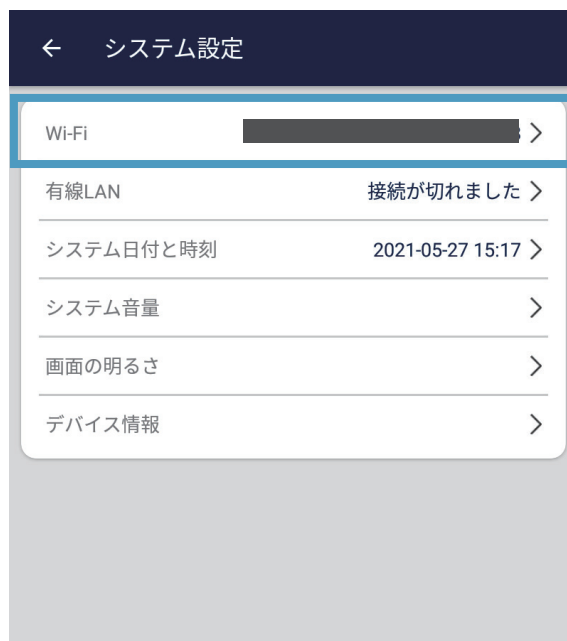 ← システム設定
Wi-Fi
有線LAN 接続が切れました
システム日付と時刻 2021-05-27 15:17
システム音量
画面の明るさ
デバイス情報